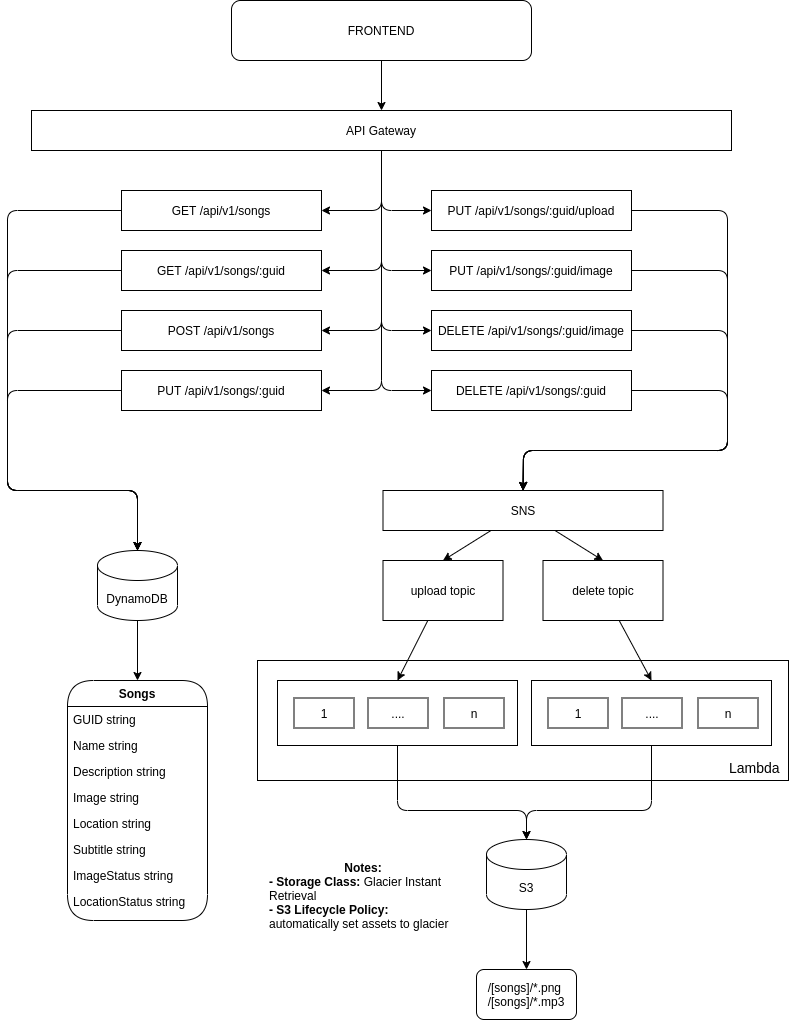 FRONTEND
API Gateway
GET /api/v1/songs
PUT /api/v1/songs/:guid/upload
GET /api/v1/songs/:guid
PUT /api/v1/songs/:guid/image
POST /api/v1/songs
DELETE /api/v1/songs/:guid/image
PUT /api/v1/songs/:guid
DELETE /api/v1/songs/:guid
SNS
upload topic
delete topic
DynamoDB
Songs
GUID string
Name string
Description string
Image string
Location string
Subtitle string
ImageStatus string
LocationStatus string
1
....
n
1
....
n
Lambda
S3
Notes:
- Storage Class: Glacier Instant
Retrieval
- S3 Lifecycle Policy:
automatically set assets to glacier
/[songs]/*.png
/[songs]/*.mp3